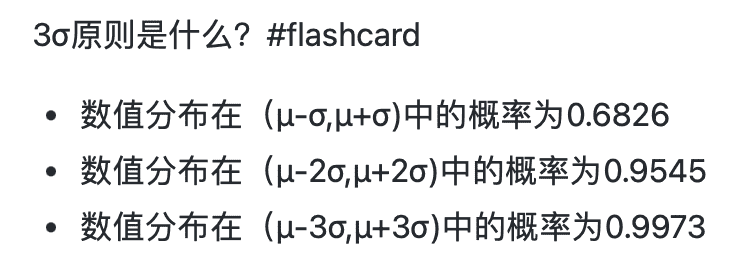 3σ原则是什么？#flashcard
• 数值分布在（μ-σ,μ+σ)中的概率为0.6826
• 数值分布在（μ-2σ,μ+2σ)中的概率为0.9545
• 数值分布在（μ-3σ,μ+3σ)中的概率为0.9973